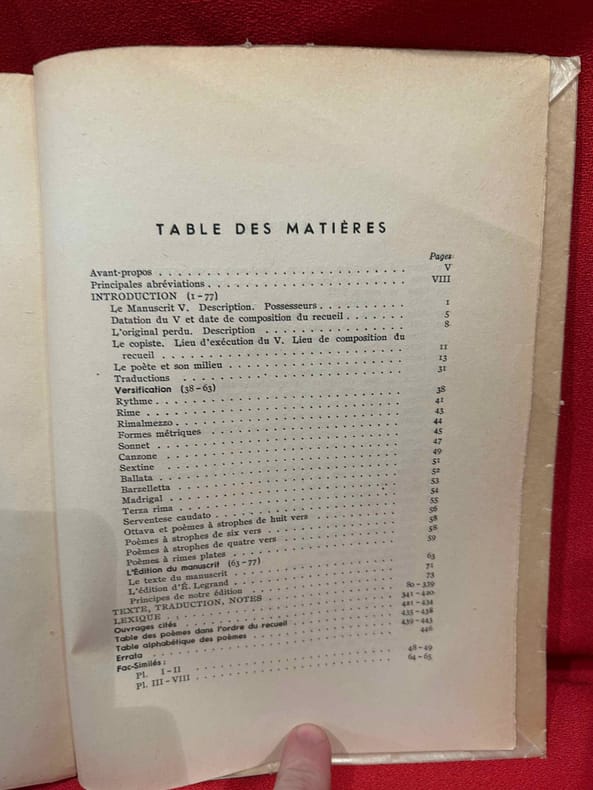 TABLE DES MATIÈRES
Pages
Avant-propos . . . . . . . . . . V
Principales abréviations . . . . . . . . . . VIII
INTRODUCTION (1-77)
Le Manuscrit V. Description. Possesseurs . . . . . . . . . . 1
Datation du V et date de composition du recueil . . . . . . . . . . 5
L'original perdu. Description . . . . . . . . . . 8
Le copiste. Lieu d'exécution du V. Lieu de composition du
recueil . . . . . . . . . . 11
Le poète et son milieu . . . . . . . . . . 13
Traductions . . . . . . . . . . 31
Versification (38-63)
Rythme . . . . . . . . . . 38
Rime . . . . . . . . . . 41
Rimalmezzo . . . . . . . . . . 43
Formes métriques . . . . . . . . . . 44
Sonnet . . . . . . . . . . 45
Canzone . . . . . . . . . . 47
Sextine . . . . . . . . . . 49
Ballata . . . . . . . . . . 51
Barzelletta . . . . . . . . . . 52
Madrigal . . . . . . . . . . 53
Terza rima . . . . . . . . . . 54
Serventese caudato . . . . . . . . . . 55
Ottava et poèmes à strophes de huit vers . . . . . . . . . . 56
Poèmes à strophes de six vers . . . . . . . . . . 58
Poèmes à strophes de quatre vers . . . . . . . . . . 58
Poèmes à rimes plates . . . . . . . . . . 59
L'Édition du manuscrit (63-77)
Le texte du manuscrit . . . . . . . . . . 63
L'édition d'É. Legrand . . . . . . . . . . 71
Principes de notre édition . . . . . . . . . . 73
TEXTE, TRADUCTION, NOTES . . . . . . . . . . 80-339
LEXIQUE . . . . . . . . . . 341-420
Ouvrages cités . . . . . . . . . . 421-434
Table des poèmes dans l'ordre du recueil . . . . . . . . . . 435-438
Table alphabétique des poèmes . . . . . . . . . . 439-443
Errata . . . . . . . . . . 446
Fac-Similés :
Pl. I-II . . . . . . . . . . 48-49
Pl. III-VIII . . . . . . . . . . 64-65